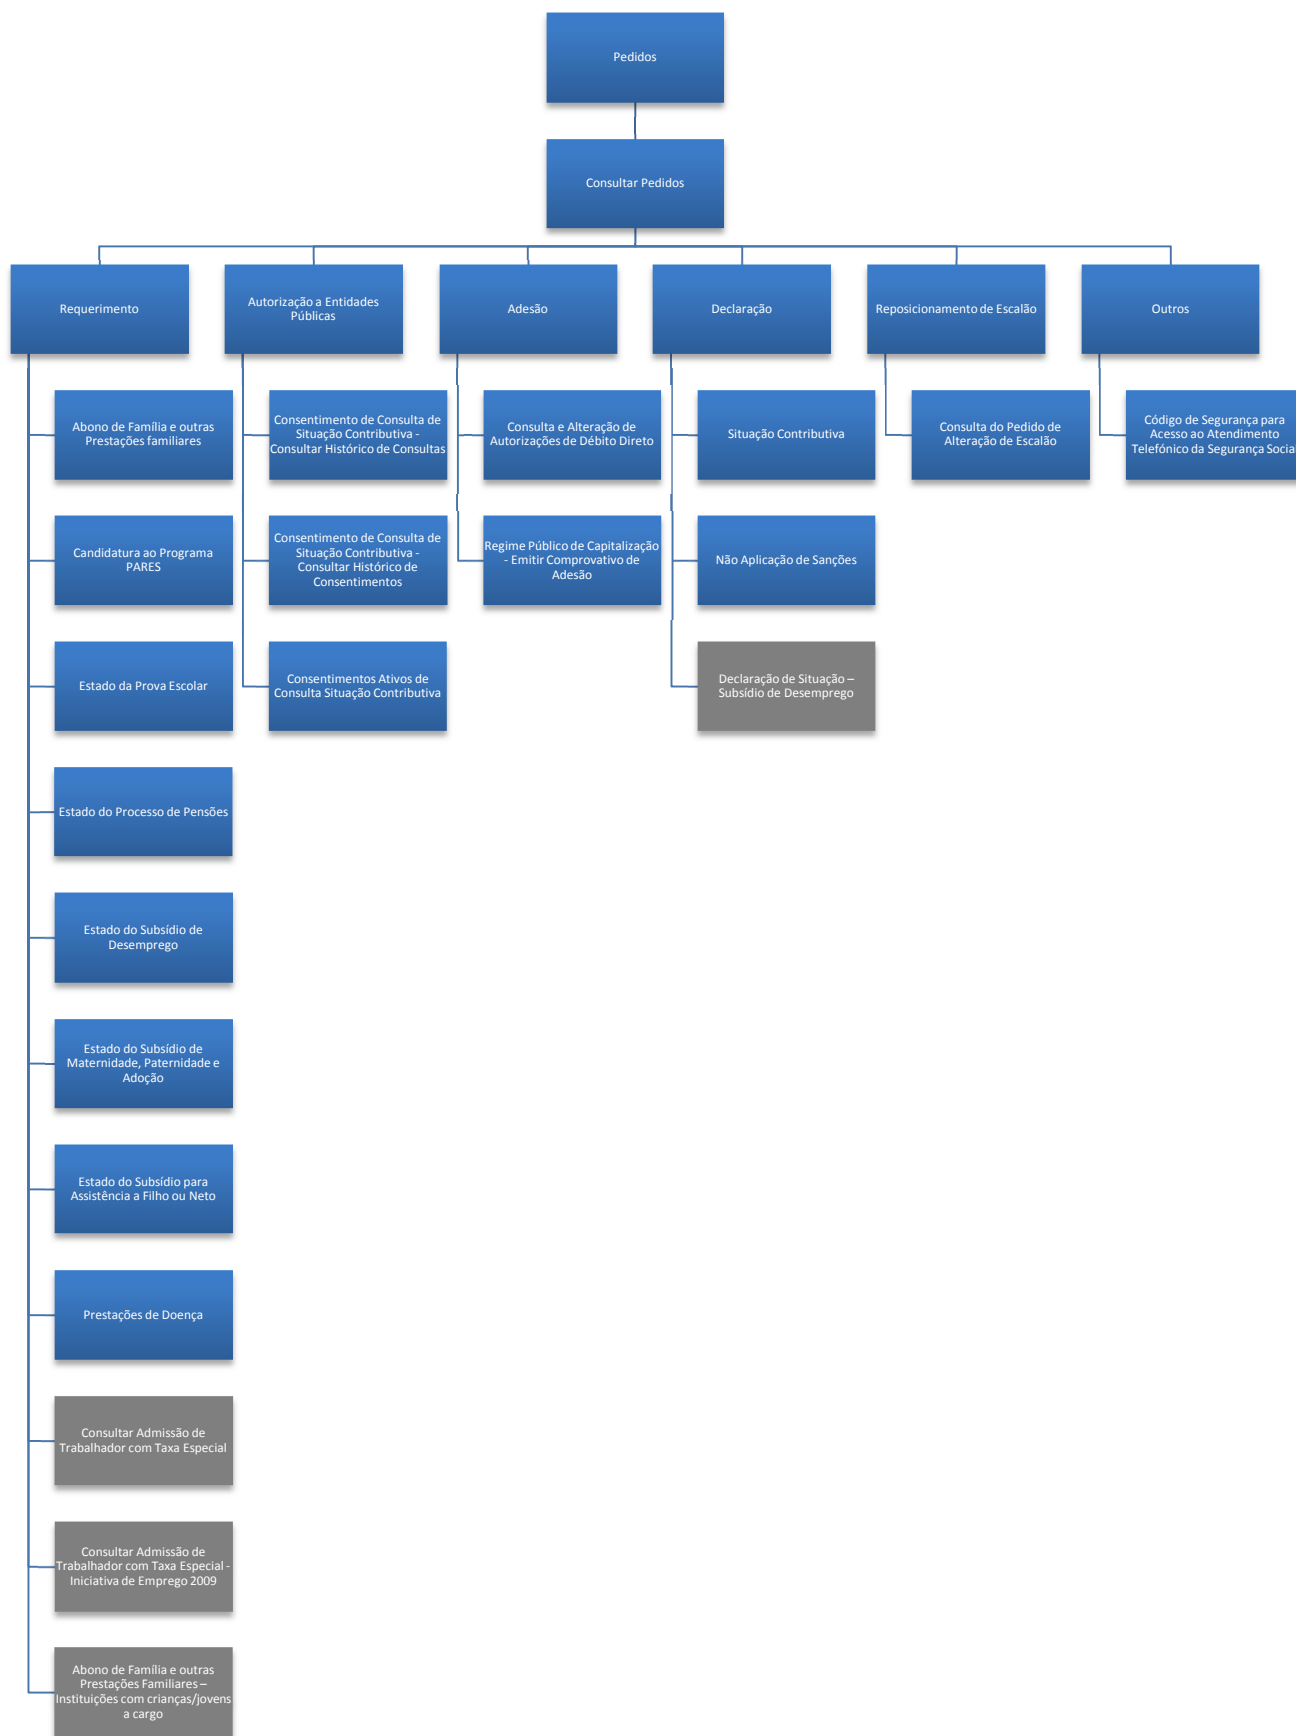 Pedidos
Consultar Pedidos
Requerimento
Autorização a Entidades
Públicas
Adesão
Declaração
Reposicionamento de Escalão
Outros
Abono de Família e outras
Prestações familiares
Candidatura ao Programa
PARES
Estado da Prova Escolar
Estado do Processo de Pensões
Estado do Subsídio de
Desemprego
Estado do Subsídio de
Maternidade, Paternidade e
Adoção
Estado do Subsídio para
Assistência a Filho ou Neto
Prestações de Doença
Consultar Admissão de
Trabalhador com Taxa Especial
Consultar Admissão de
Trabalhador com Taxa Especial -
Iniciativa de Emprego 2009
Abono de Família e outras
Prestações Familiares –
Instituições com crianças/jovens
a cargo
Consentimento de Consulta de
Situação Contributiva -
Consultar Histórico de Consultas
Consentimento de Consulta de
Situação Contributiva -
Consultar Histórico de
Consentimentos
Consentimentos Ativos de
Consulta Situação Contributiva
Consulta e Alteração de
Autorizações de Débito Direto
Regime Público de Capitalização
- Emitir Comprovativo de
Adesão
Situação Contributiva
Não Aplicação de Sanções
Declaração de Situação –
Subsídio de Desemprego
Consulta do Pedido de
Alteração de Escalão
Código de Segurança para
Acesso ao Atendimento
Telefónico da Segurança Social